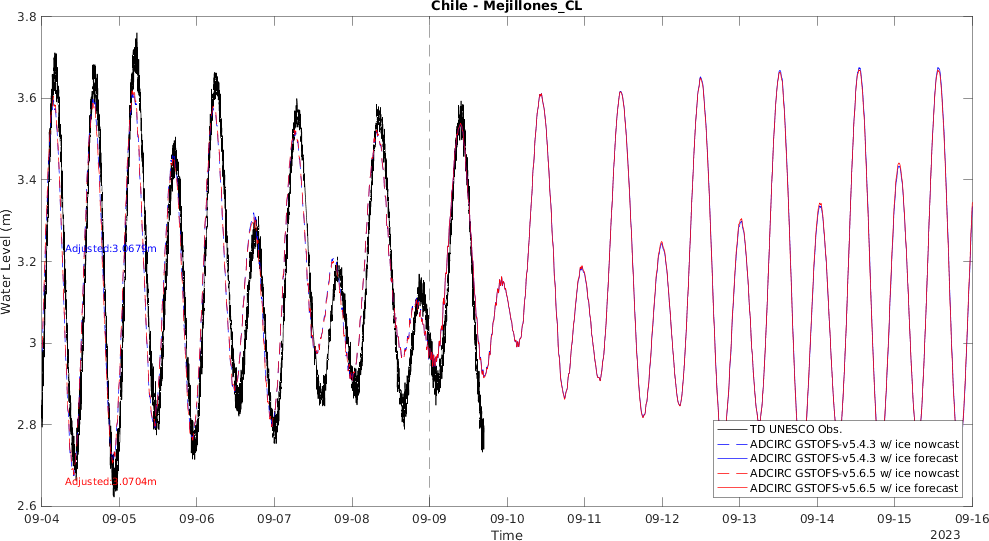 Chile - Mejillones_CL
3.8
3.6
3.4
3.2
3
2.8
2.6
Water Level (m)
Adjusted:3.0679m
Adjusted:3.0704m
TD UNESCO Obs.
ADCIRC GSTOFS-v5.4.3 w/ ice nowcast
ADCIRC GSTOFS-v5.4.3 w/ ice forecast
ADCIRC GSTOFS-v5.6.5 w/ ice nowcast
ADCIRC GSTOFS-v5.6.5 w/ ice forecast
09-04 09-05 09-06 09-07 09-08 09-09 09-10 09-11 09-12 09-13 09-14 09-15 09-16
Time
2023